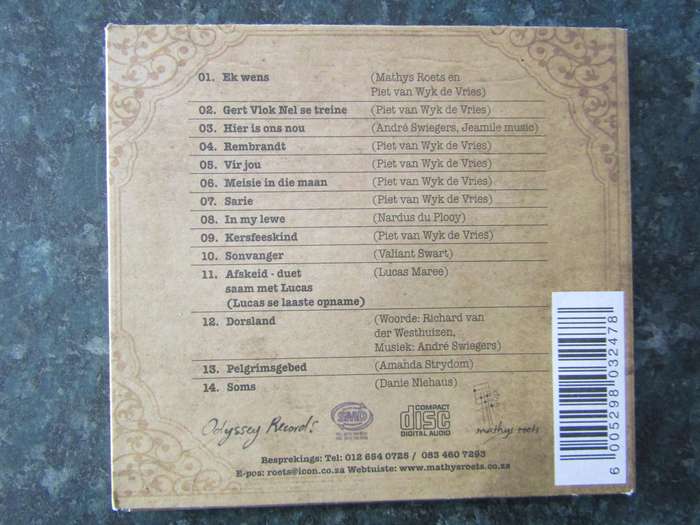 01. Ek wens (Mathys Roets en
Piet van Wyk de Vries)
02. Gert Vlok Nel se treine (Piet van Wyk de Vries)
03. Hier is ons nou (André Swiegers, Jeamile music)
04. Rembrandt (Piet van Wyk de Vries)
05. Vir jou (Piet van Wyk de Vries)
06. Meisie in die maan (Piet van Wyk de Vries)
07. Sarie (Piet van Wyk de Vries)
08. In my lewe (Nardus du Plooy)
09. Kersfeeskind (Piet van Wyk de Vries)
10. Sonvanger (Valiant Swart)
11. Afskeid - duet (Lucas Maree)
saam met Lucas
(Lucas se laaste opname)
12. Dorsland (Woorde: Richard van
der Westhuizen,
Musiek: André Swiegers)
13. Pelgrimsgebed (Amanda Strydom)
14. Soms (Danie Niehaus)
Odyssey Records
SMD
COMPACT
disc
DIGITAL AUDIO
mathys roets
Besprekings: Tel: 012 654 0725 / 083 460 7293
E-pos: roets@icon.co.za Webtuiste: www.mathysroets.co.za
6 005298 032478